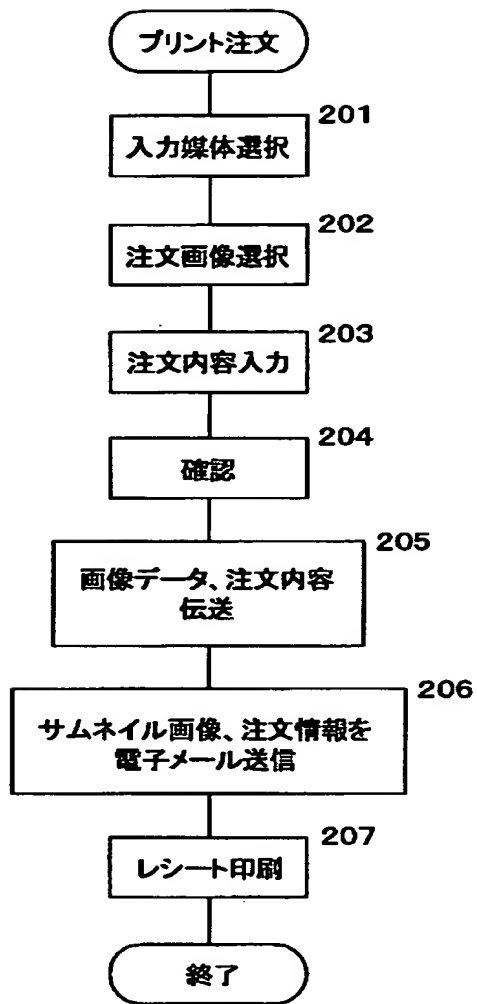 プリント注文
201
入力媒体選択
202
注文画像選択
203
注文内容入力
204
確認
205
画像データ、注文内容
伝送
206
サムネイル画像、注文情報を
電子メール送信
207
レシート印刷
終了